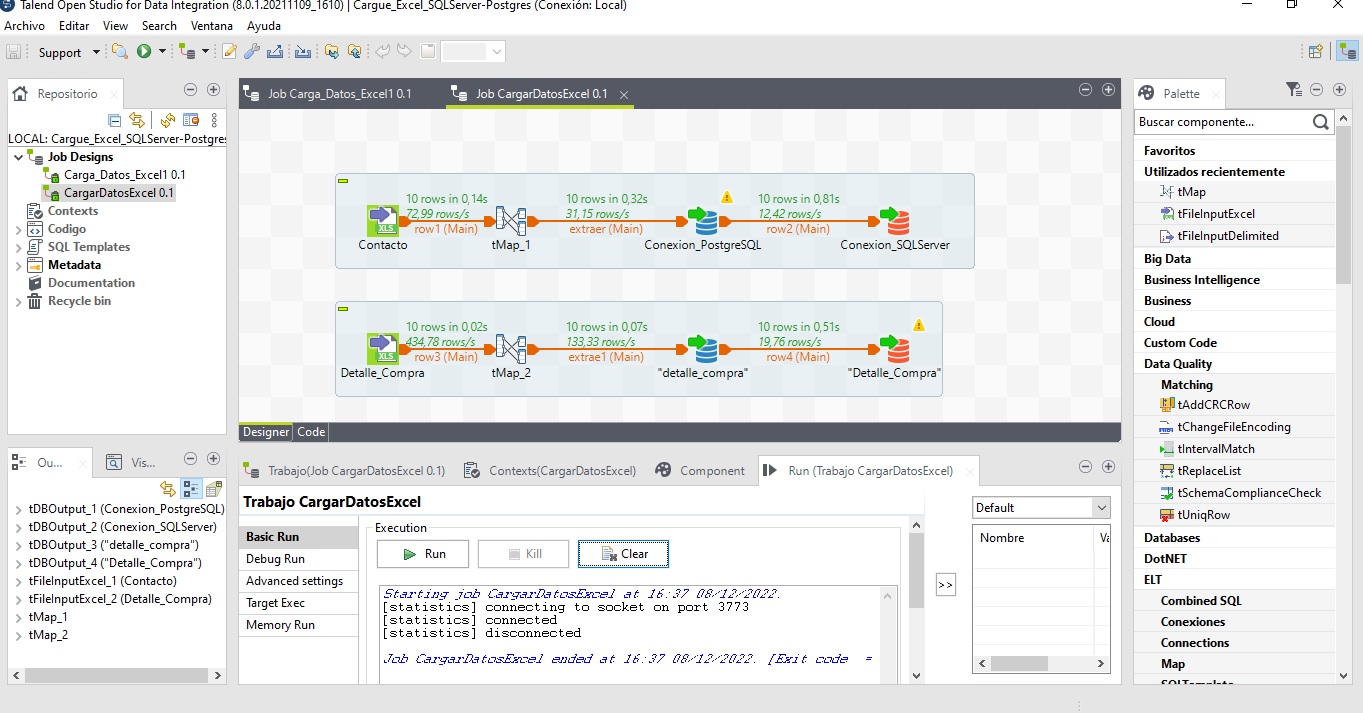 Talend Open Studio for Data Integration (8.0.1.20211109_1610) | Cargue_Excel_SQLServer-Postgres (Conexión: Local)
Archivo Editar View Search Ventana Ayuda
Support
Repositorio
LOCAL: Cargue_Excel_SQLServer-Postgres
Job Designs
Carga_Datos_Excel1 0.1
CargarDatosExcel 0.1
Contexts
Codigo
SQL Templates
Metadata
Documentation
Recycle bin
Job Carga_Datos_Excel1 0.1
Job CargarDatosExcel 0.1
10 rows in 0,14s
72,99 rows/s
row1 (Main)
10 rows in 0,32s
31,15 rows/s
extraer (Main)
10 rows in 0,81s
12,42 rows/s
row2 (Main)
XLS
Contacto
tMap_1
Conexion_PostgreSQL
Conexion_SQLServer
10 rows in 0,02s
434,78 rows/s
row3 (Main)
10 rows in 0,07s
133,33 rows/s
extrae1 (Main)
10 rows in 0,51s
19,76 rows/s
row4 (Main)
XLS
Detalle_Compra
tMap_2
"detalle_compra"
"Detalle_Compra"
Designer
Code
Palette
Buscar componente...
Favoritos
Utilizados recientemente
tMap
tFileInputExcel
tFileInputDelimited
Big Data
Business Intelligence
Business
Cloud
Custom Code
Data Quality
Matching
tAddCRCRow
tChangeFileEncoding
tIntervalMatch
tReplaceList
tSchemaComplianceCheck
tUniqRow
Databases
DotNET
ELT
Combined SQL
Conexiones
Connections
Map
SQLTemplate
Ou...
Vis...
tDBOutput_1 (Conexion_PostgreSQL)
tDBOutput_2 (Conexion_SQLServer)
tDBOutput_3 ("detalle_compra")
tDBOutput_4 ("Detalle_Compra")
tFileInputExcel_1 (Contacto)
tFileInputExcel_2 (Detalle_Compra)
tMap_1
tMap_2
Trabajo(Job CargarDatosExcel 0.1)
Contexts(CargarDatosExcel)
Component
Run (Trabajo CargarDatosExcel)
Trabajo CargarDatosExcel
Basic Run
Debug Run
Advanced settings
Target Exec
Memory Run
Execution
Run
Kill
Clear
Starting job CargarDatosExcel at 16:37 08/12/2022.
[statistics] connecting to socket on port 3773
[statistics] connected
[statistics] disconnected
Job CargarDatosExcel ended at 16:37 08/12/2022. [Exit code =
>>
Default
Nombre
Va